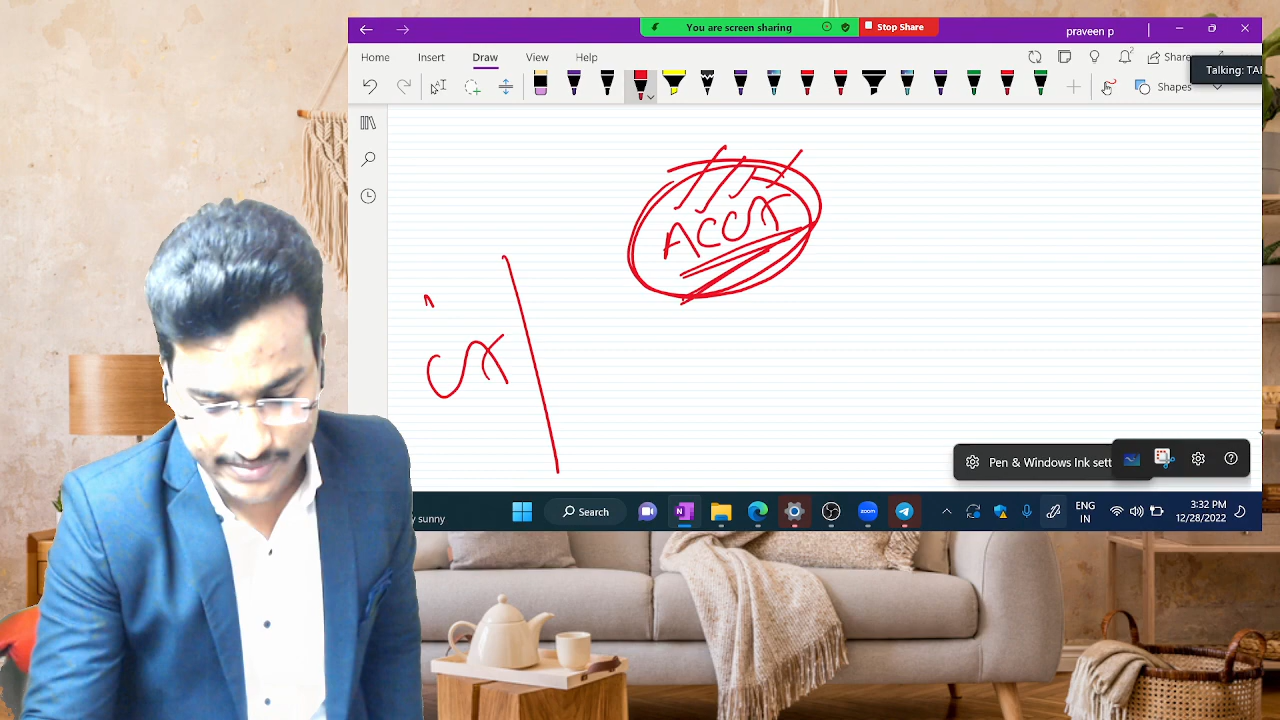 You are screen sharing
Stop Share
praveen p
Home Insert Draw View Help
Share
Talking: TA
Shapes
Pen & Windows Ink sett
y sunny
Search
zoom
ENG
IN
3:32 PM
12/28/2022